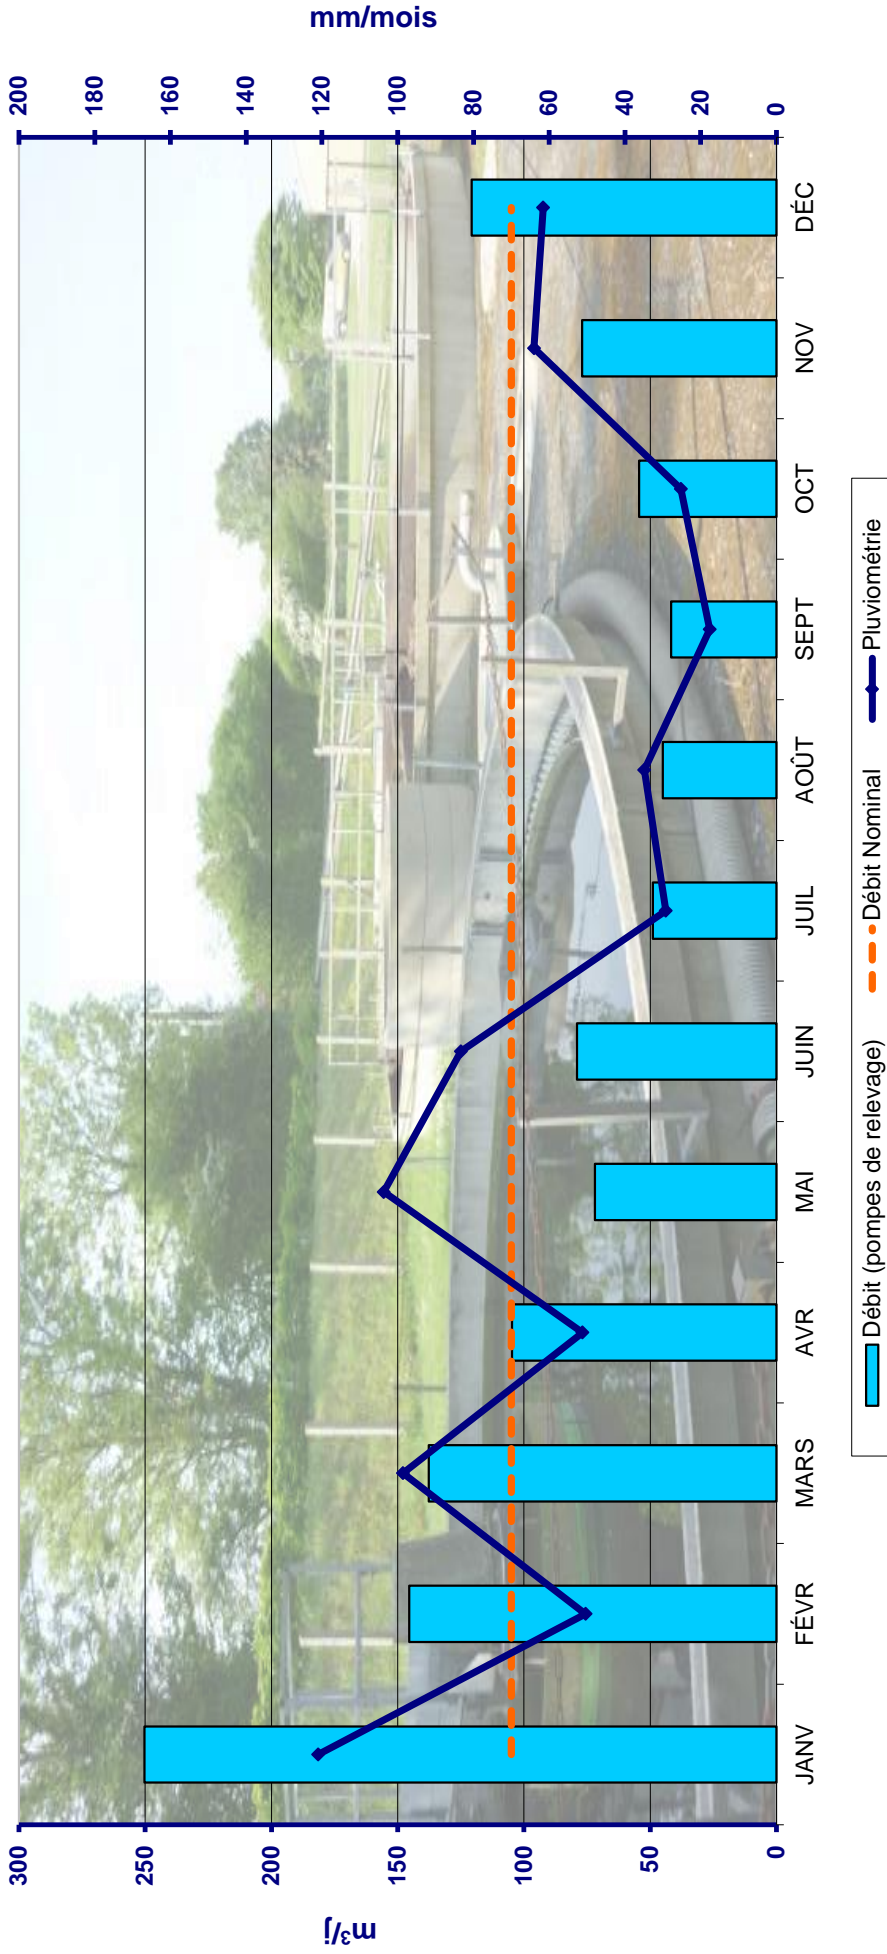 mm/mois
200
180
160
140
120
100
80
60
40
20
0
300
250
200
150
100
50
0
m³/j
JANV
FÉVR
MARS
AVR
MAI
JUIN
JUIL
AOÛT
SEPT
OCT
NOV
DÉC
Débit (pompes de relevage)
Débit Nominal
Pluviométrie